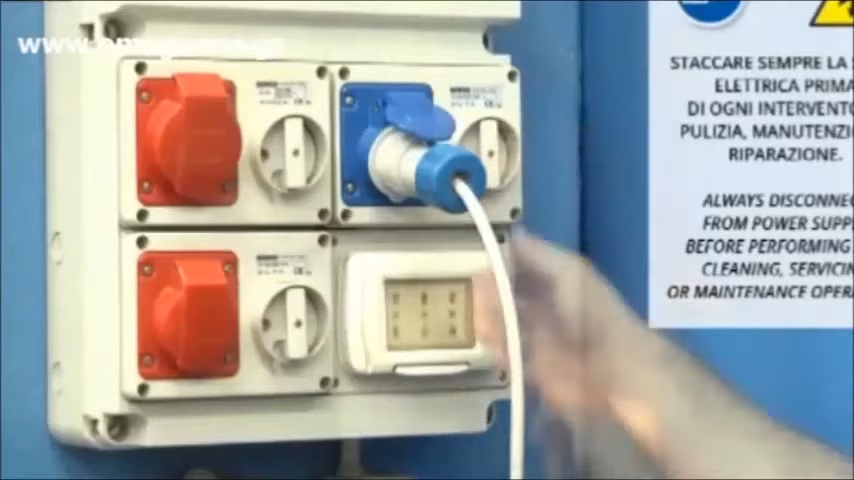 STACCARE SEMPRE LA
ELETTRICA PRIMA
DI OGNI INTERVENTO
PULIZIA, MANUTENZI
RIPARAZIONE.
ALWAYS DISCONNEC
FROM POWER SUPP
BEFORE PERFORMING
CLEANING, SERVICIN
OR MAINTENANCE OPERA